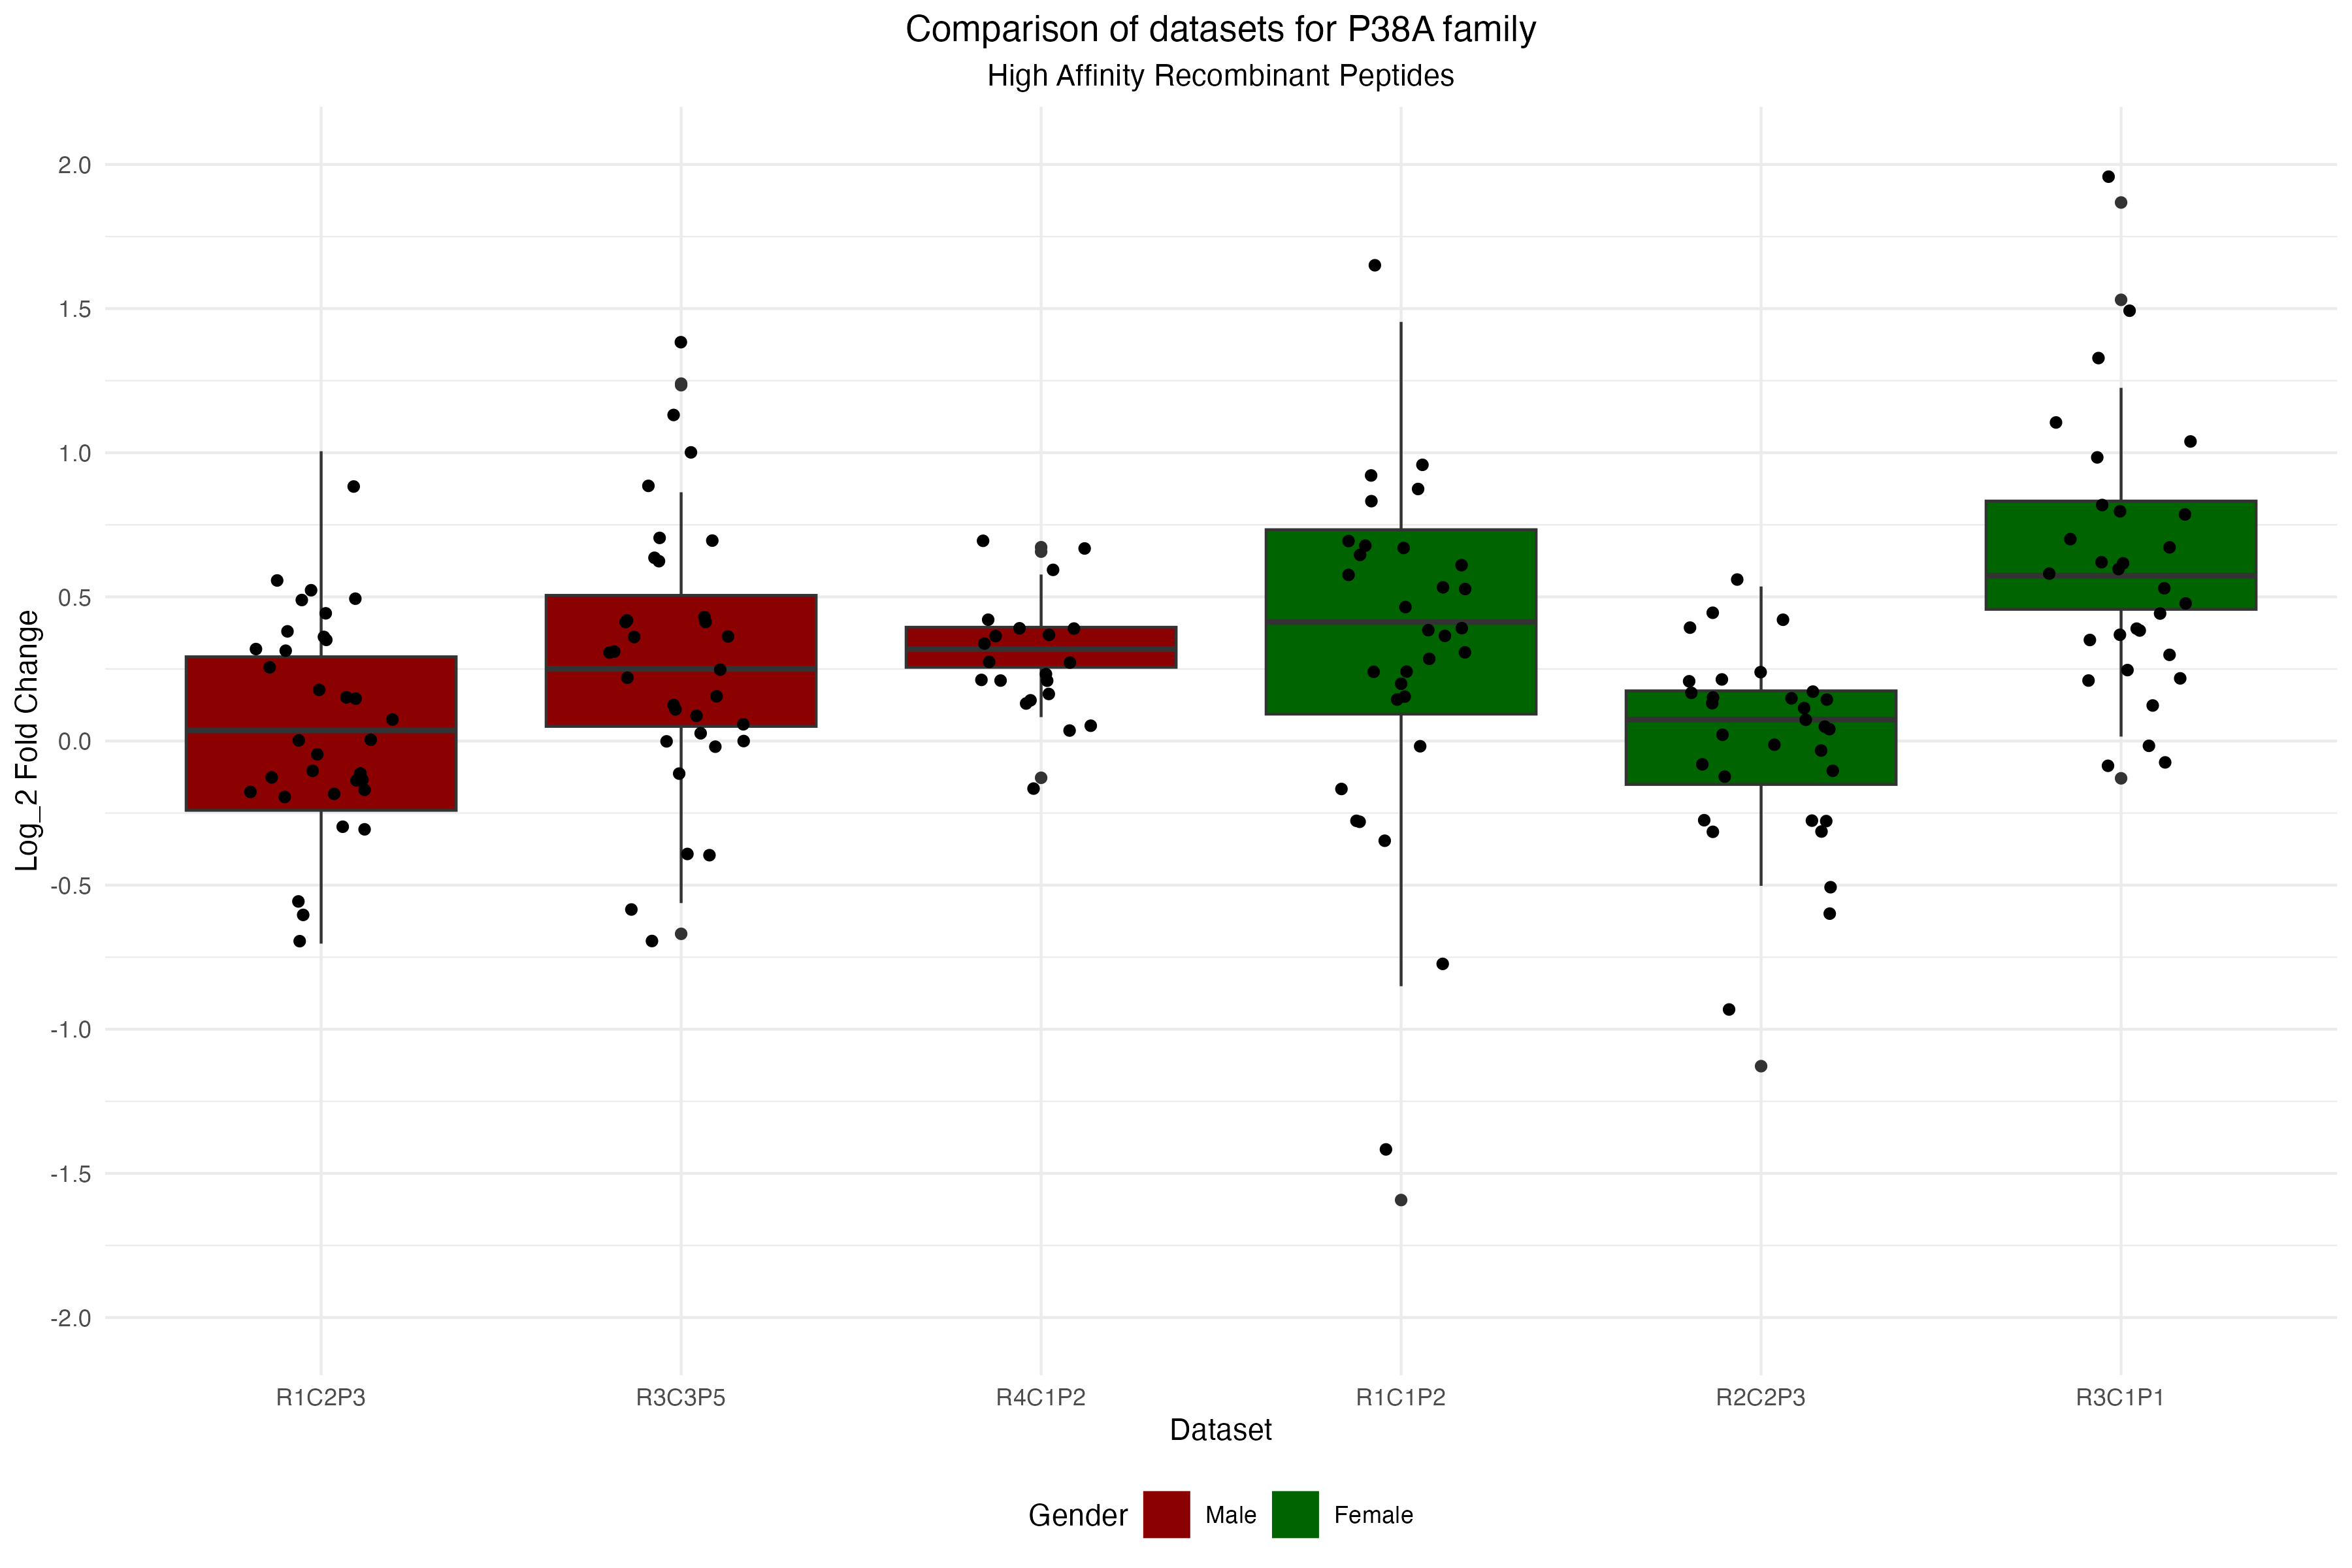 Comparison of datasets for P38A family
High Affinity Recombinant Peptides
Log_2 Fold Change
2.0
1.5
1.0
0.5
0.0
-0.5
-1.0
-1.5
-2.0
R1C2P3 R3C3P5 R4C1P2 R1C1P2 R2C2P3 R3C1P1
Dataset
Gender Male Female